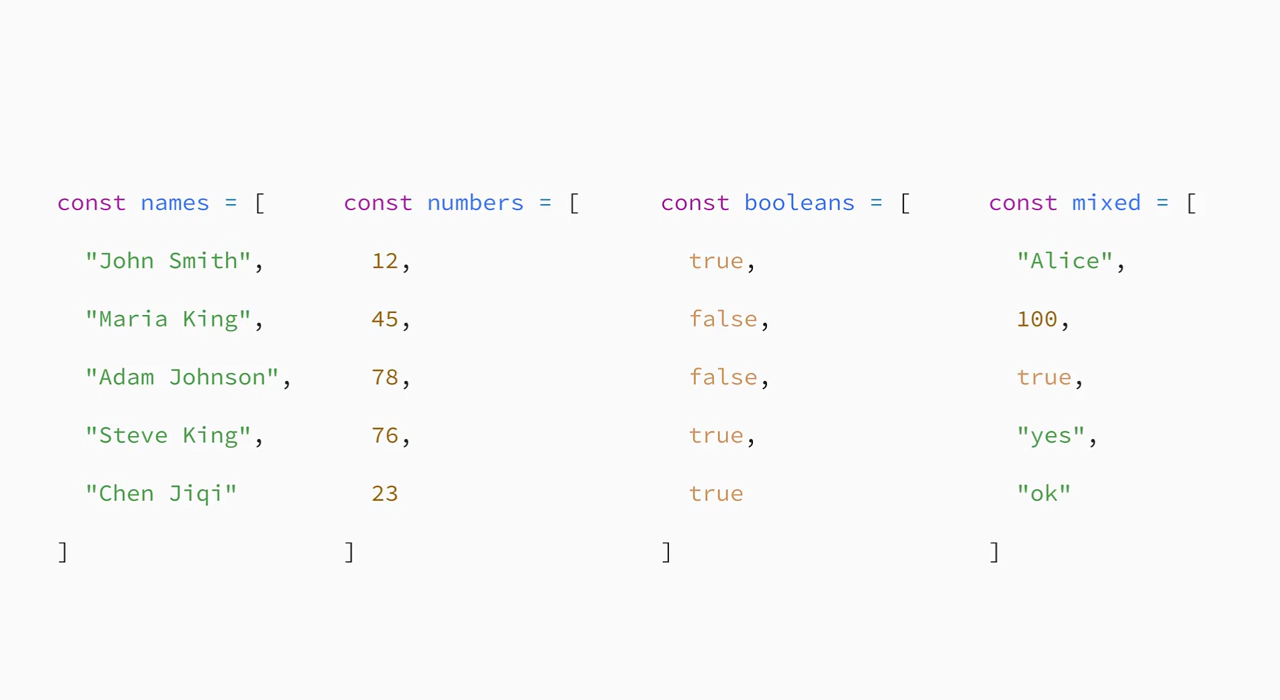 const names = [
"John Smith",
"Maria King",
"Adam Johnson",
"Steve King",
"Chen Jiqi"
]
const numbers = [
12,
45,
78,
76,
23
]
const booleans = [
true,
false,
false,
true,
true
]
const mixed = [
"Alice",
100,
true,
"yes",
"ok"
]